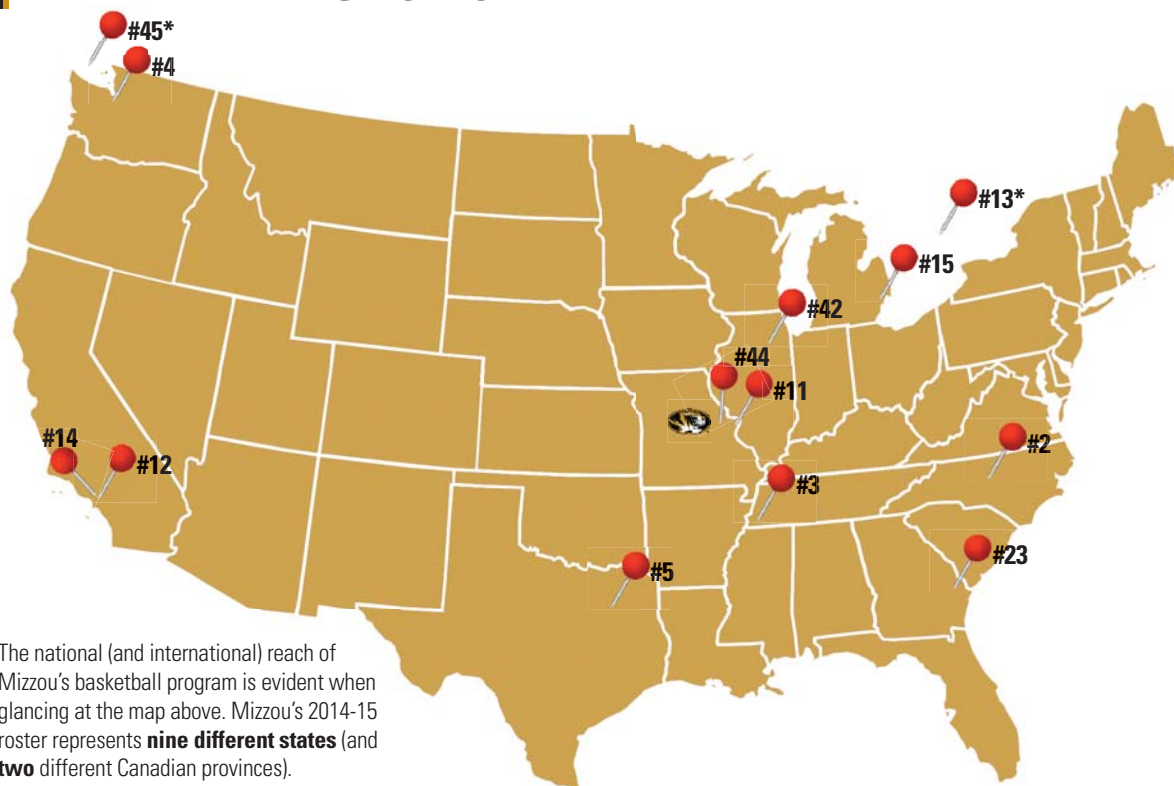 #45*
#4
#13*
#15
#42
#44
#11
#14
#12
#2
#3
#23
#5
The national (and international) reach of
Mizzou's basketball program is evident when
glancing at the map above. Mizzou's 2014-15
roster represents nine different states (and
two different Canadian provinces).